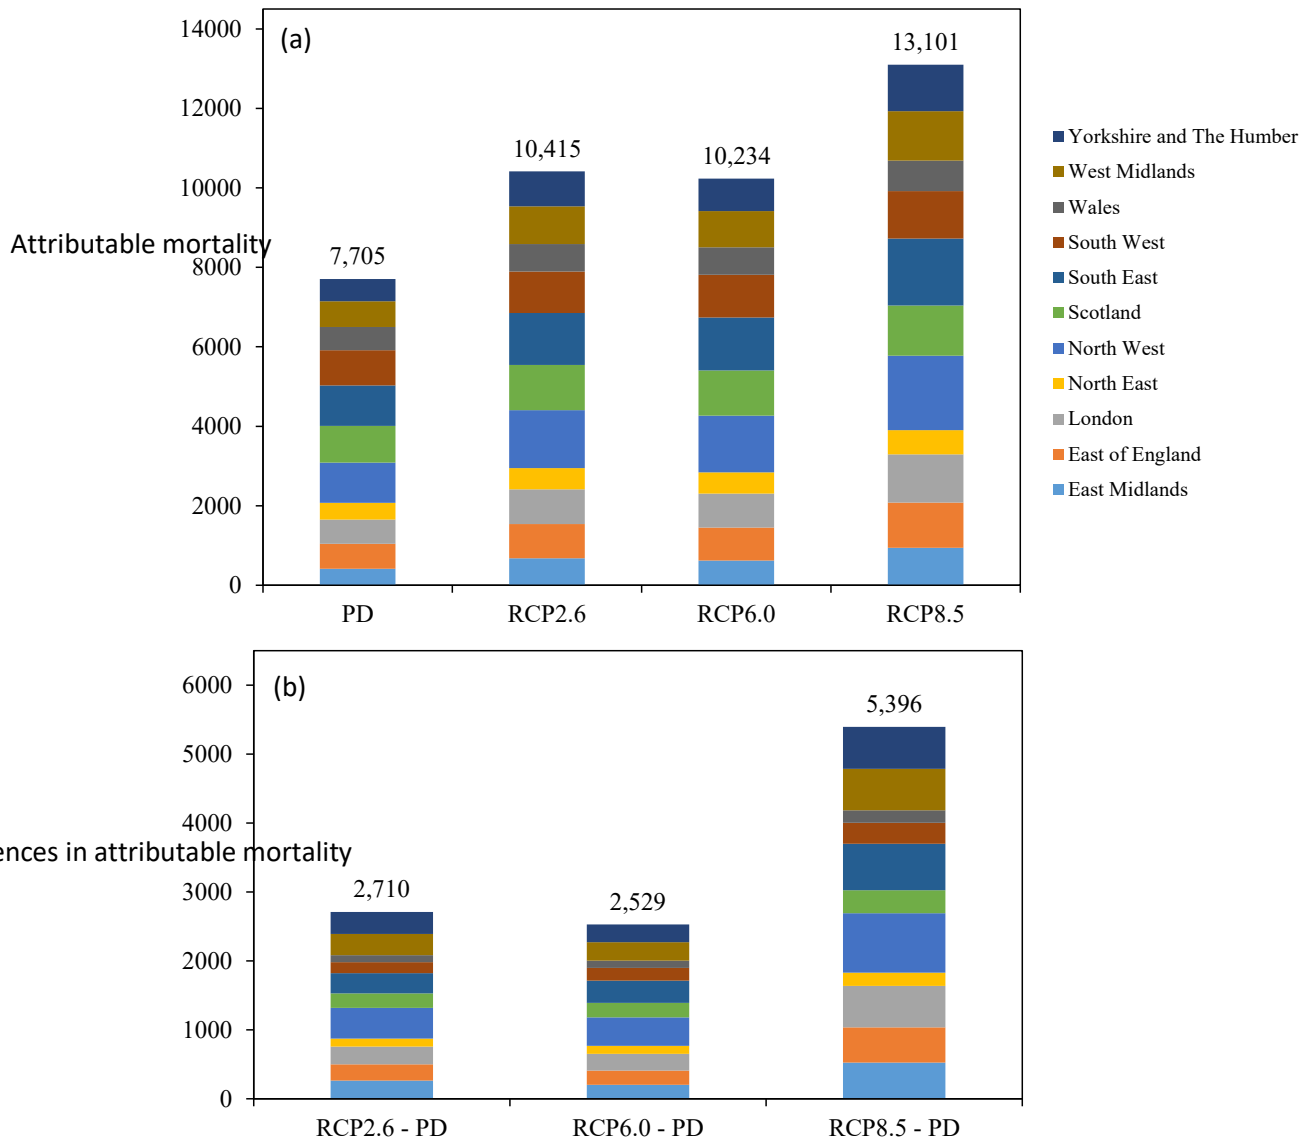 (a)
14000
12000
10000
8000
6000
4000
2000
0
Attributable mortality
7,705
10,415
10,234
13,101
PD
RCP2.6
RCP6.0
RCP8.5
Yorkshire and The Humber
West Midlands
Wales
South West
South East
Scotland
North West
North East
London
East of England
East Midlands
(b)
6000
5000
4000
3000
2000
1000
0
ences in attributable mortality
2,710
2,529
5,396
RCP2.6 - PD
RCP6.0 - PD
RCP8.5 - PD